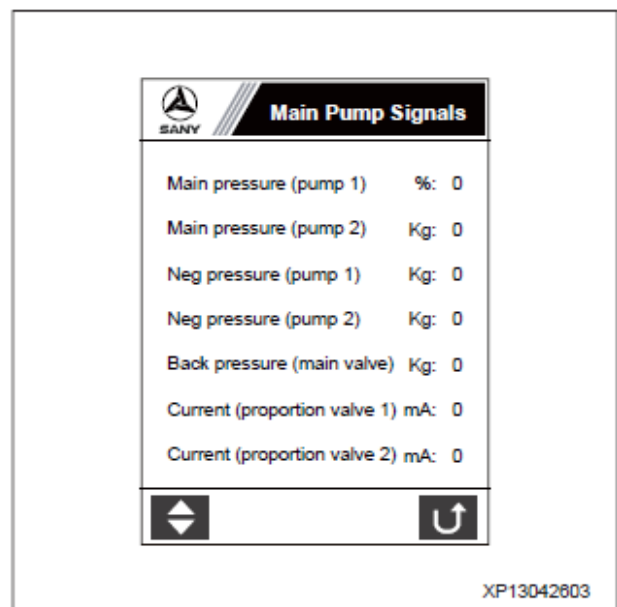 SANY
Main Pump Signals
Main pressure (pump 1) %: 0
Main pressure (pump 2) Kg: 0
Neg pressure (pump 1) Kg: 0
Neg pressure (pump 2) Kg: 0
Back pressure (main valve) Kg: 0
Current (proportion valve 1) mA: 0
Current (proportion valve 2) mA: 0
XP13042603